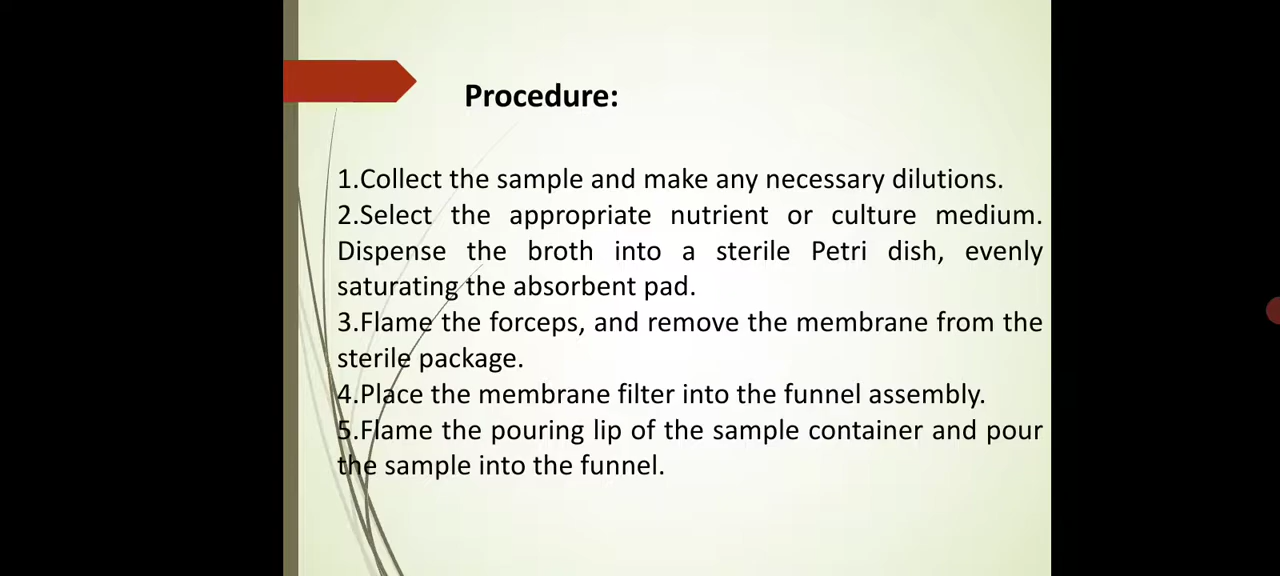 Procedure:
1.Collect the sample and make any necessary dilutions.
2.Select the appropriate nutrient or culture medium.
Dispense the broth into a sterile Petri dish, evenly
saturating the absorbent pad.
3.Flame the forceps, and remove the membrane from the
sterile package.
4.Place the membrane filter into the funnel assembly.
5.Flame the pouring lip of the sample container and pour
the sample into the funnel.